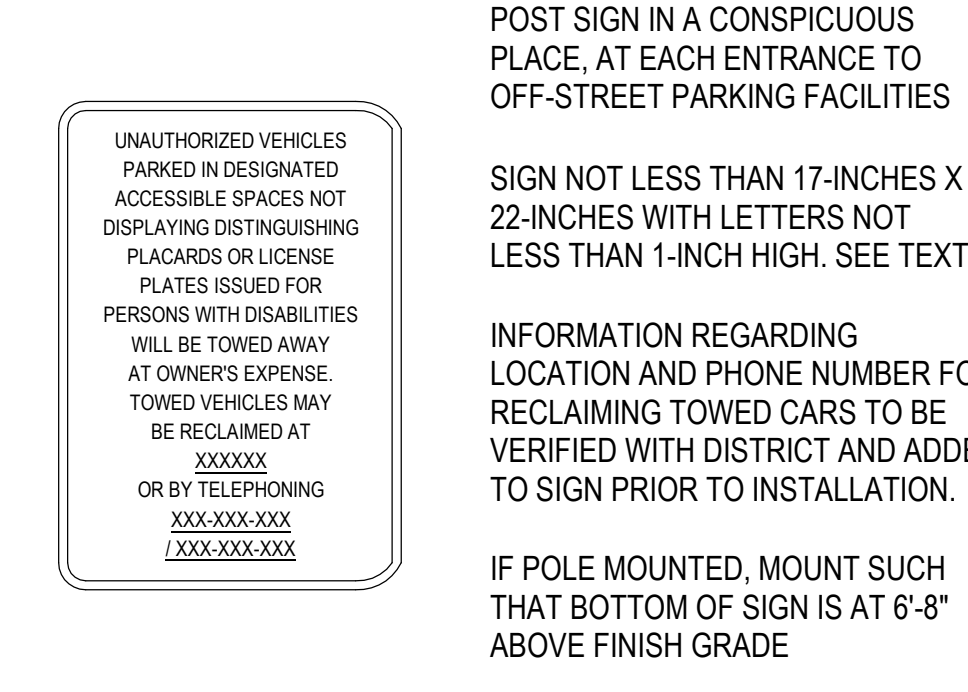 UNAUTHORIZED VEHICLES
PARKED IN DESIGNATED
ACCESSIBLE SPACES NOT
DISPLAYING DISTINGUISHING
PLACARDS OR LICENSE
PLATES ISSUED FOR
PERSONS WITH DISABILITIES
WILL BE TOWED AWAY
AT OWNER'S EXPENSE.
TOWED VEHICLES MAY
BE RECLAIMED AT
XXXXXX
OR BY TELEPHONING
XXX-XXX-XXX
/ XXX-XXX-XXX
POST SIGN IN A CONSPICUOUS
PLACE, AT EACH ENTRANCE TO
OFF-STREET PARKING FACILITIES
SIGN NOT LESS THAN 17-INCHES X
22-INCHES WITH LETTERS NOT
LESS THAN 1-INCH HIGH. SEE TEXT
INFORMATION REGARDING
LOCATION AND PHONE NUMBER
RECLAIMING TOWED CARS TO BE
VERIFIED WITH DISTRICT AND
TO SIGN PRIOR TO INSTALLATION.
IF POLE MOUNTED, MOUNT SUCH
THAT BOTTOM OF SIGN IS AT 6'-8"
ABOVE FINISH GRADE